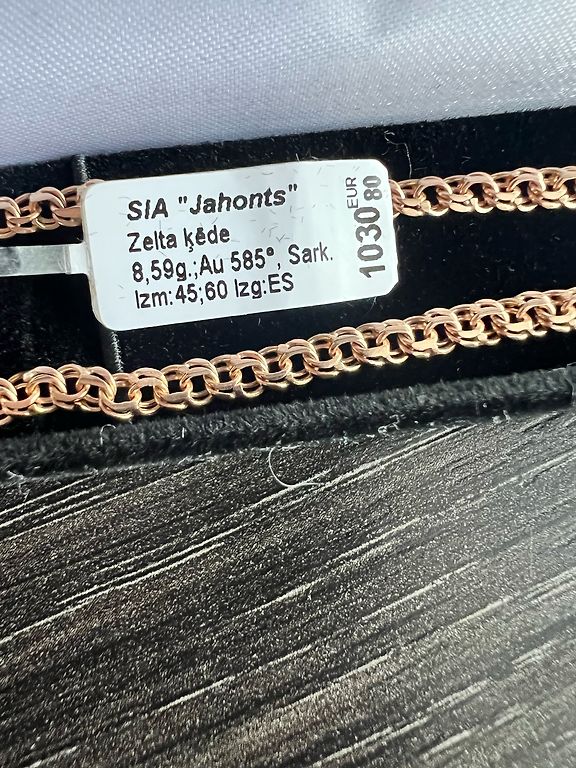 SIA "Jahonts"
Zelta ķēde
8,59g.;Au 585°, Sark.
Izm:45;60 Izg:ES
1030 EUR 80